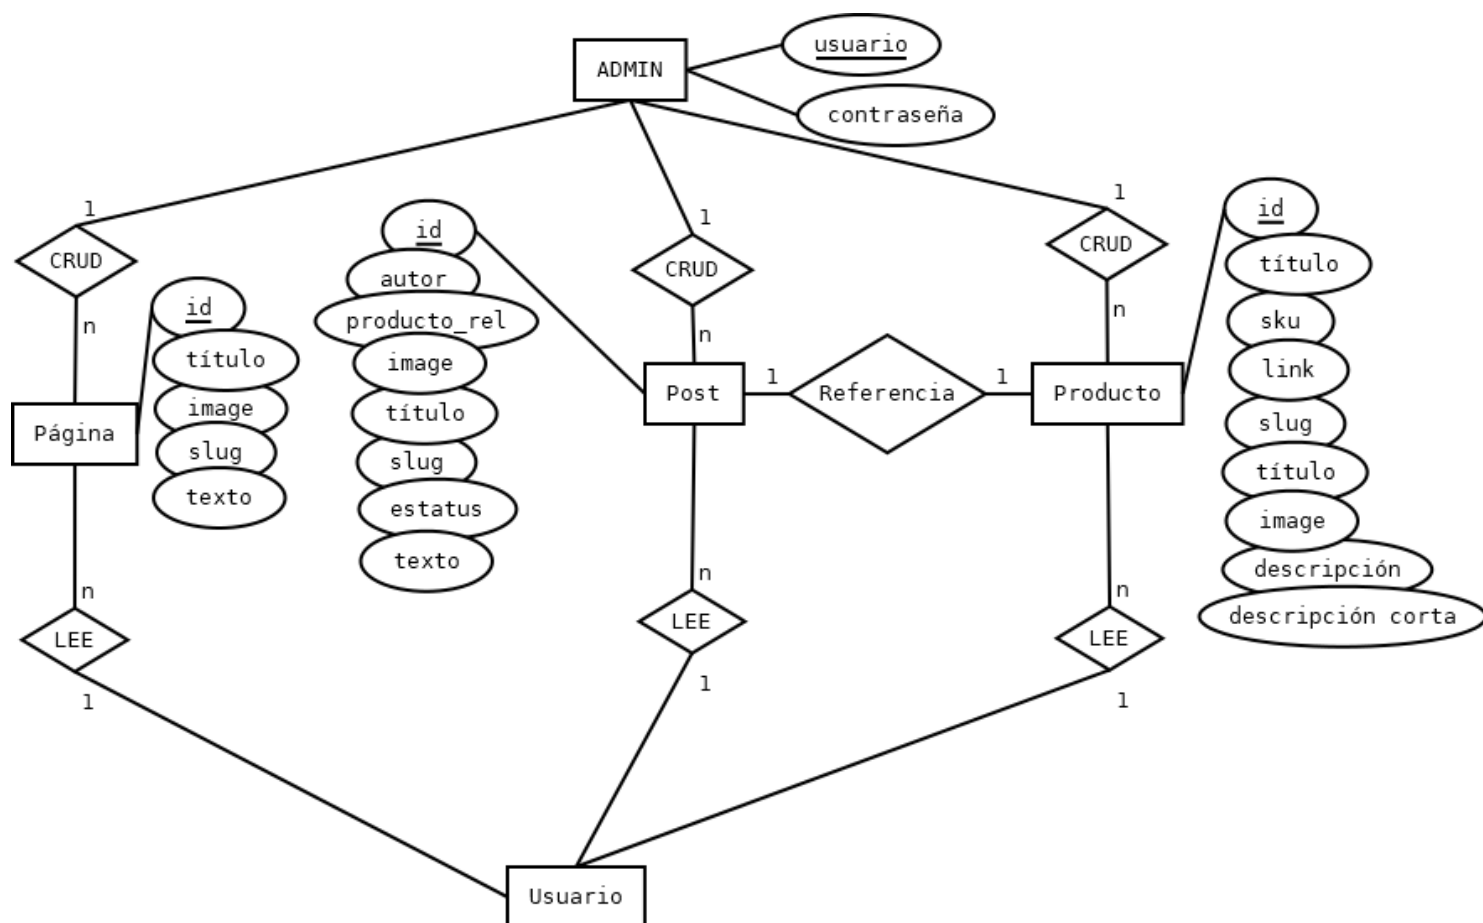 ADMIN
usuario
contraseña
1
CRUD
n
1
CRUD
n
1
CRUD
n
id
título
image
slug
texto
Página
id
autor
producto_rel
image
título
slug
estatus
texto
Post
1
Referencia
1
Producto
id
título
sku
link
slug
título
image
descripción
descripción corta
n
LEE
1
n
LEE
1
n
LEE
1
Usuario